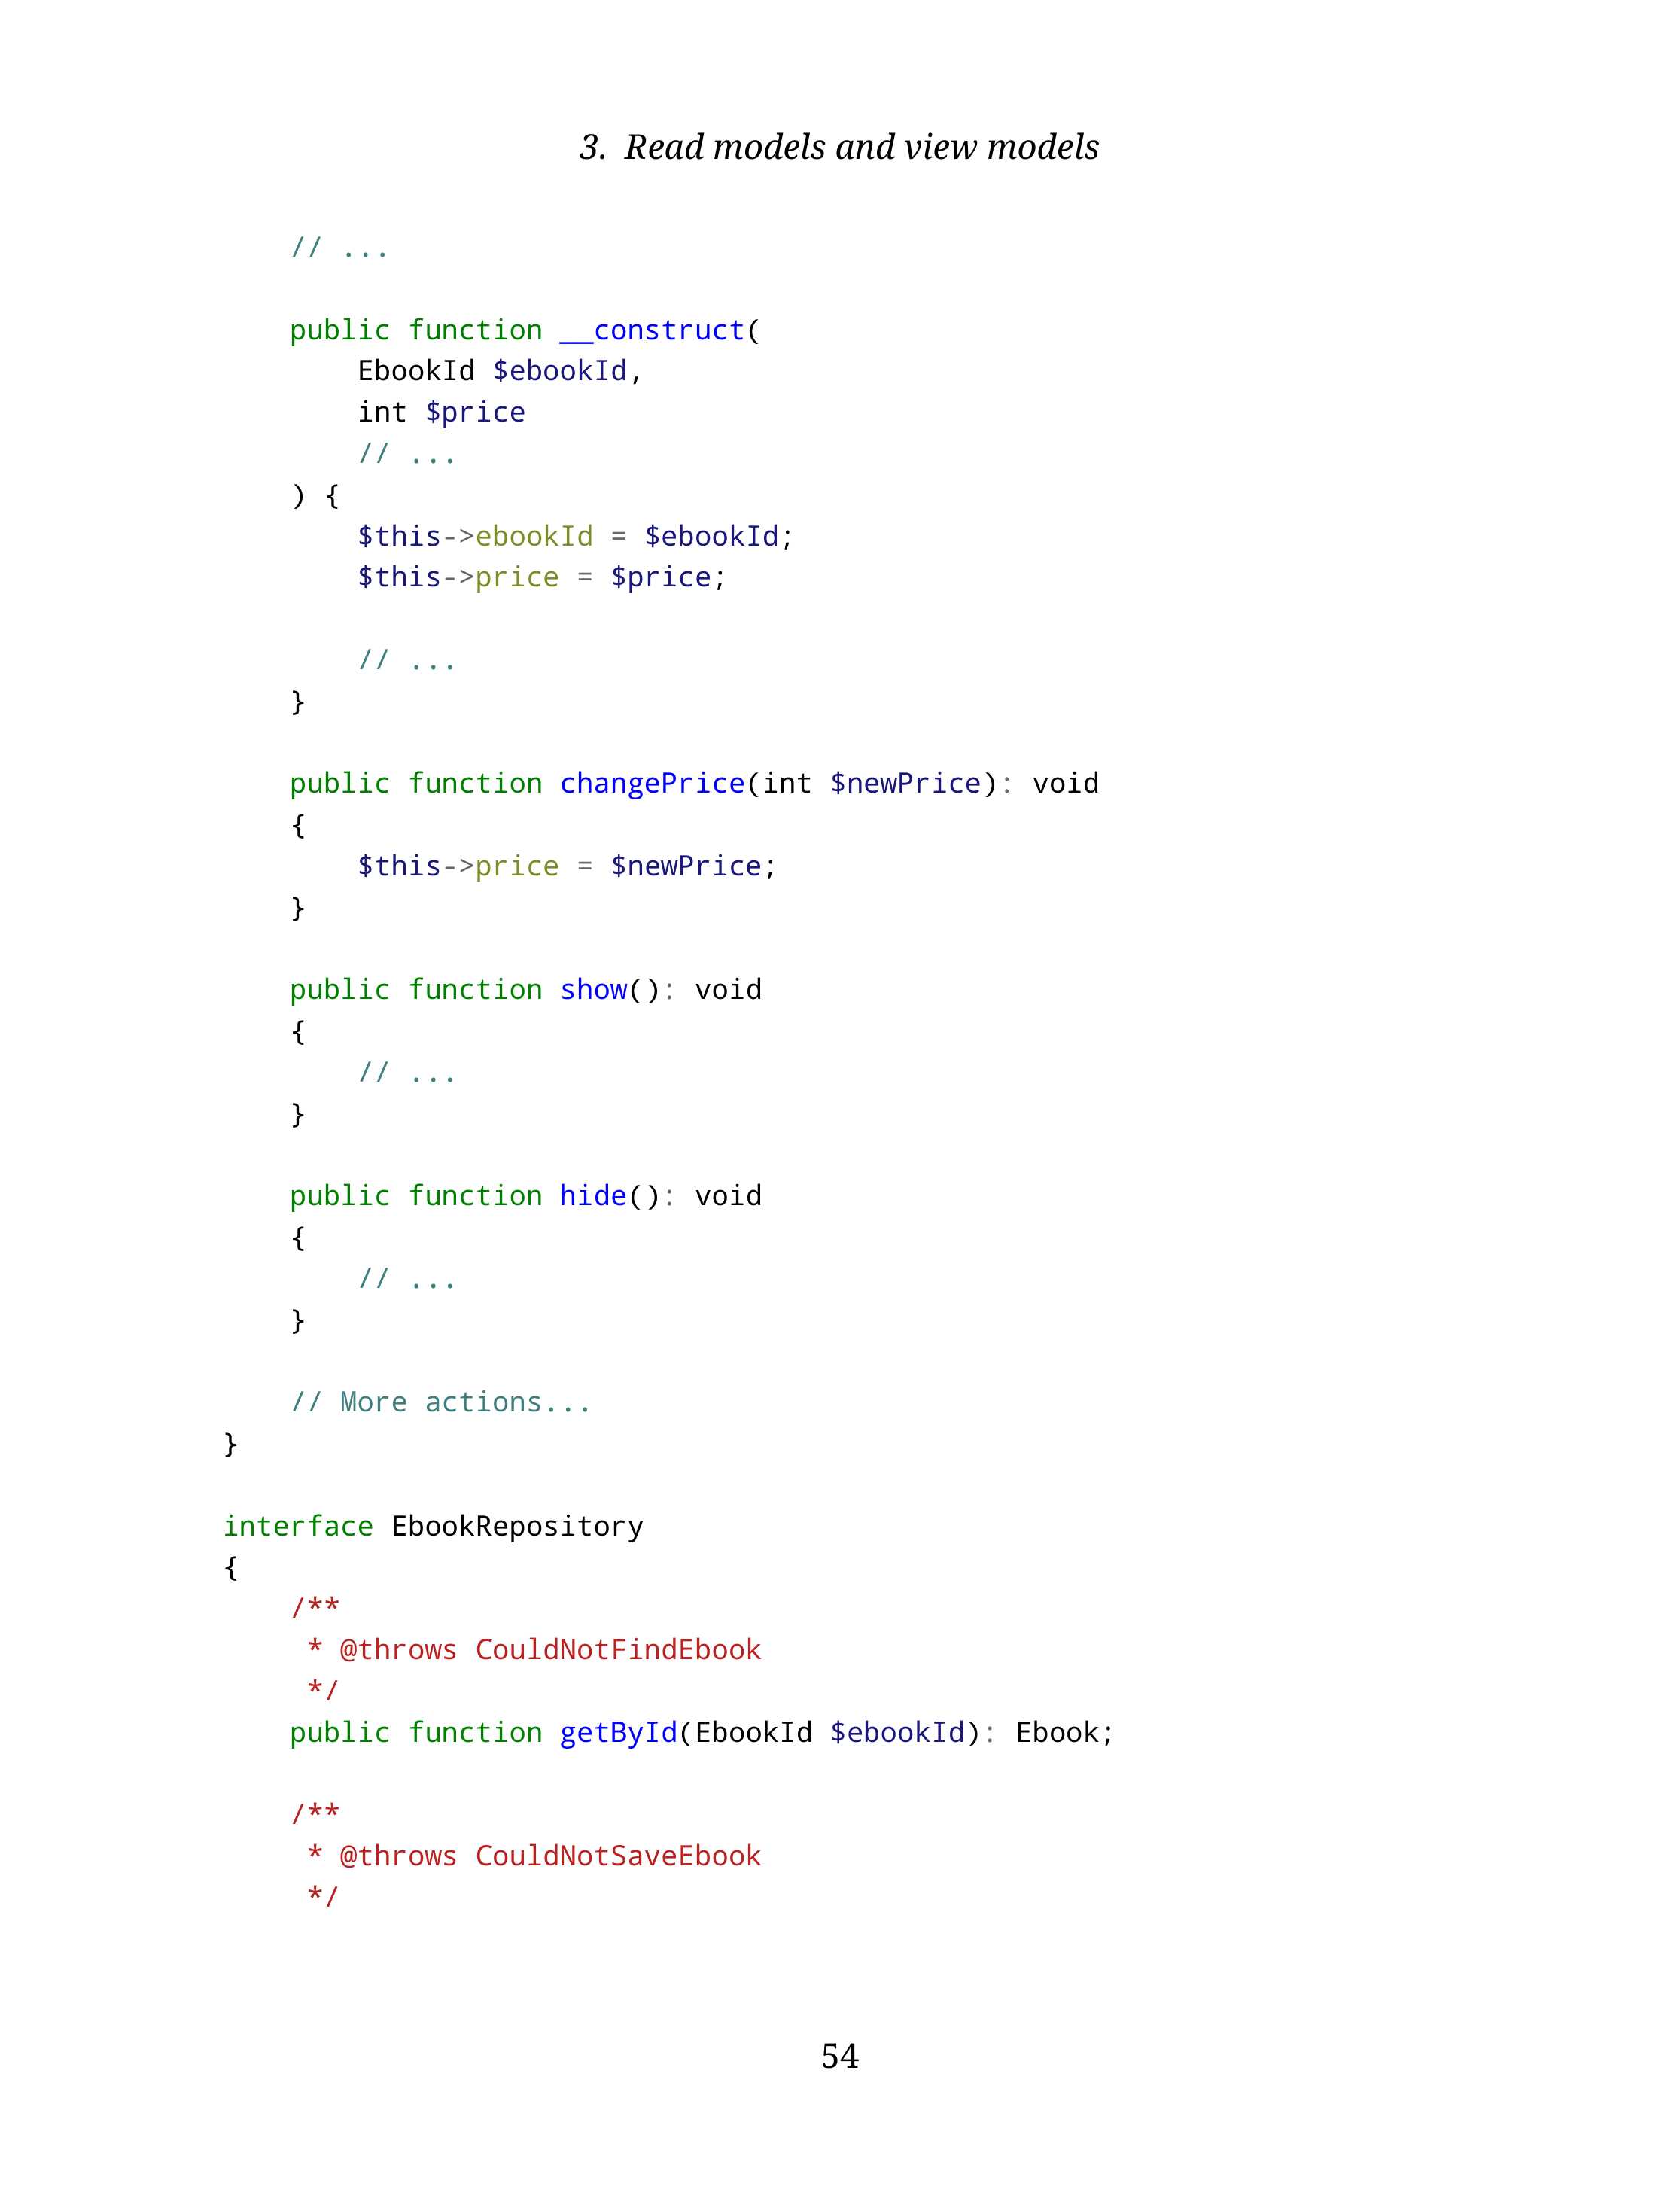 3. Read models and view models
    // ...

    public function __construct(
        EbookId $ebookId,
        int $price
        // ...
    ) {
        $this->ebookId = $ebookId;
        $this->price = $price;

        // ...
    }

    public function changePrice(int $newPrice): void
    {
        $this->price = $newPrice;
    }

    public function show(): void
    {
        // ...
    }

    public function hide(): void
    {
        // ...
    }

    // More actions...
}

interface EbookRepository
{
    /**
     * @throws CouldNotFindEbook
     */
    public function getById(EbookId $ebookId): Ebook;

    /**
     * @throws CouldNotSaveEbook
     */
54